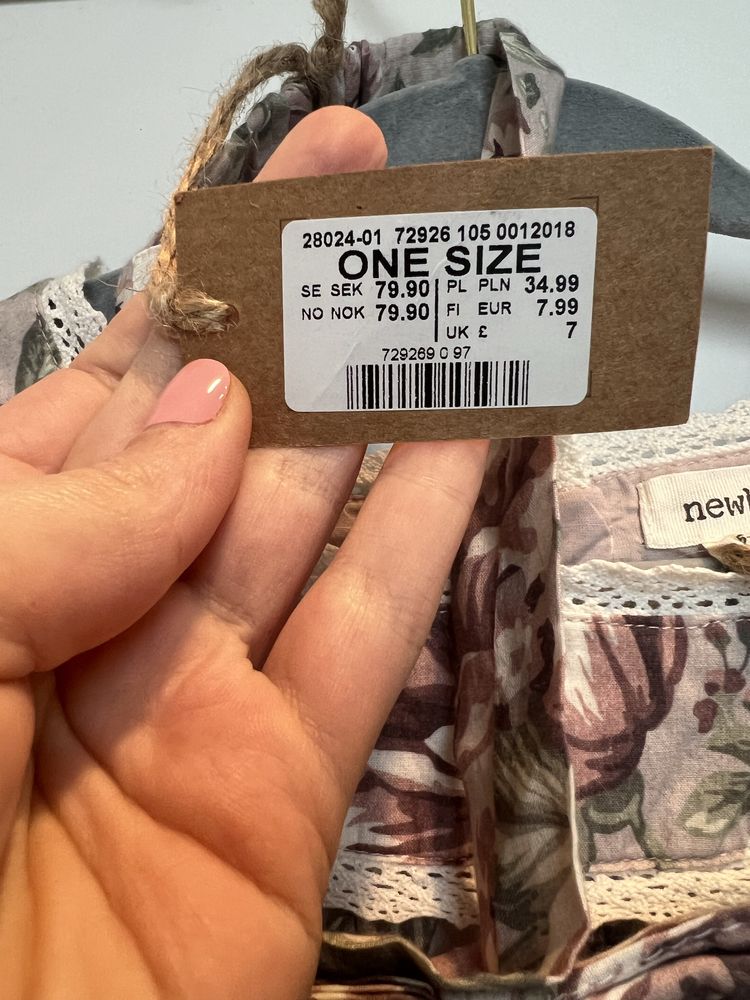 28024-01 72926 105 0012018
ONE SIZE
SE SEK 79.90 PL PLN 34.99
NO NOK 79.90 FI EUR 7.99
UK £ 7
729269 0 97